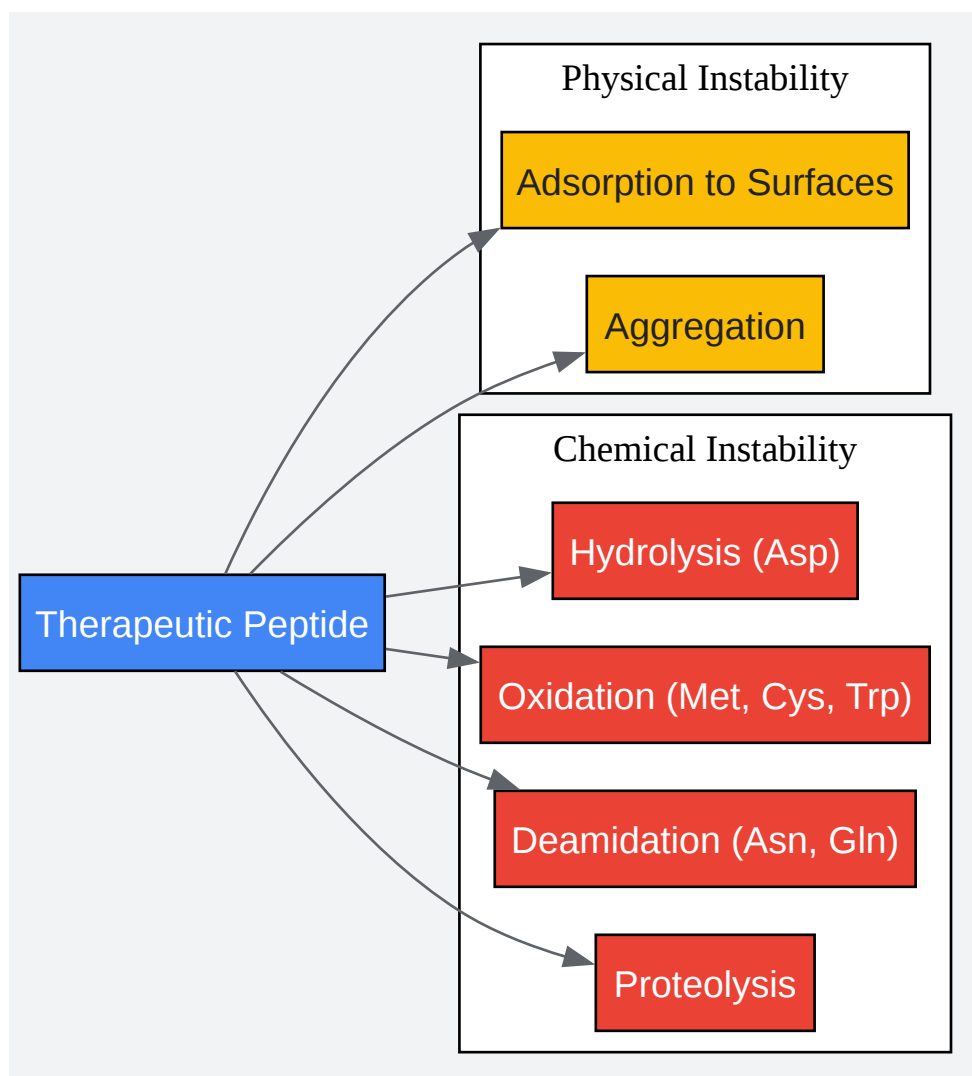 Physical Instability
Adsorption to Surfaces
Aggregation
Chemical Instability
Hydrolysis (Asp)
Therapeutic Peptide
Oxidation (Met, Cys, Trp)
Deamidation (Asn, Gln)
Proteolysis